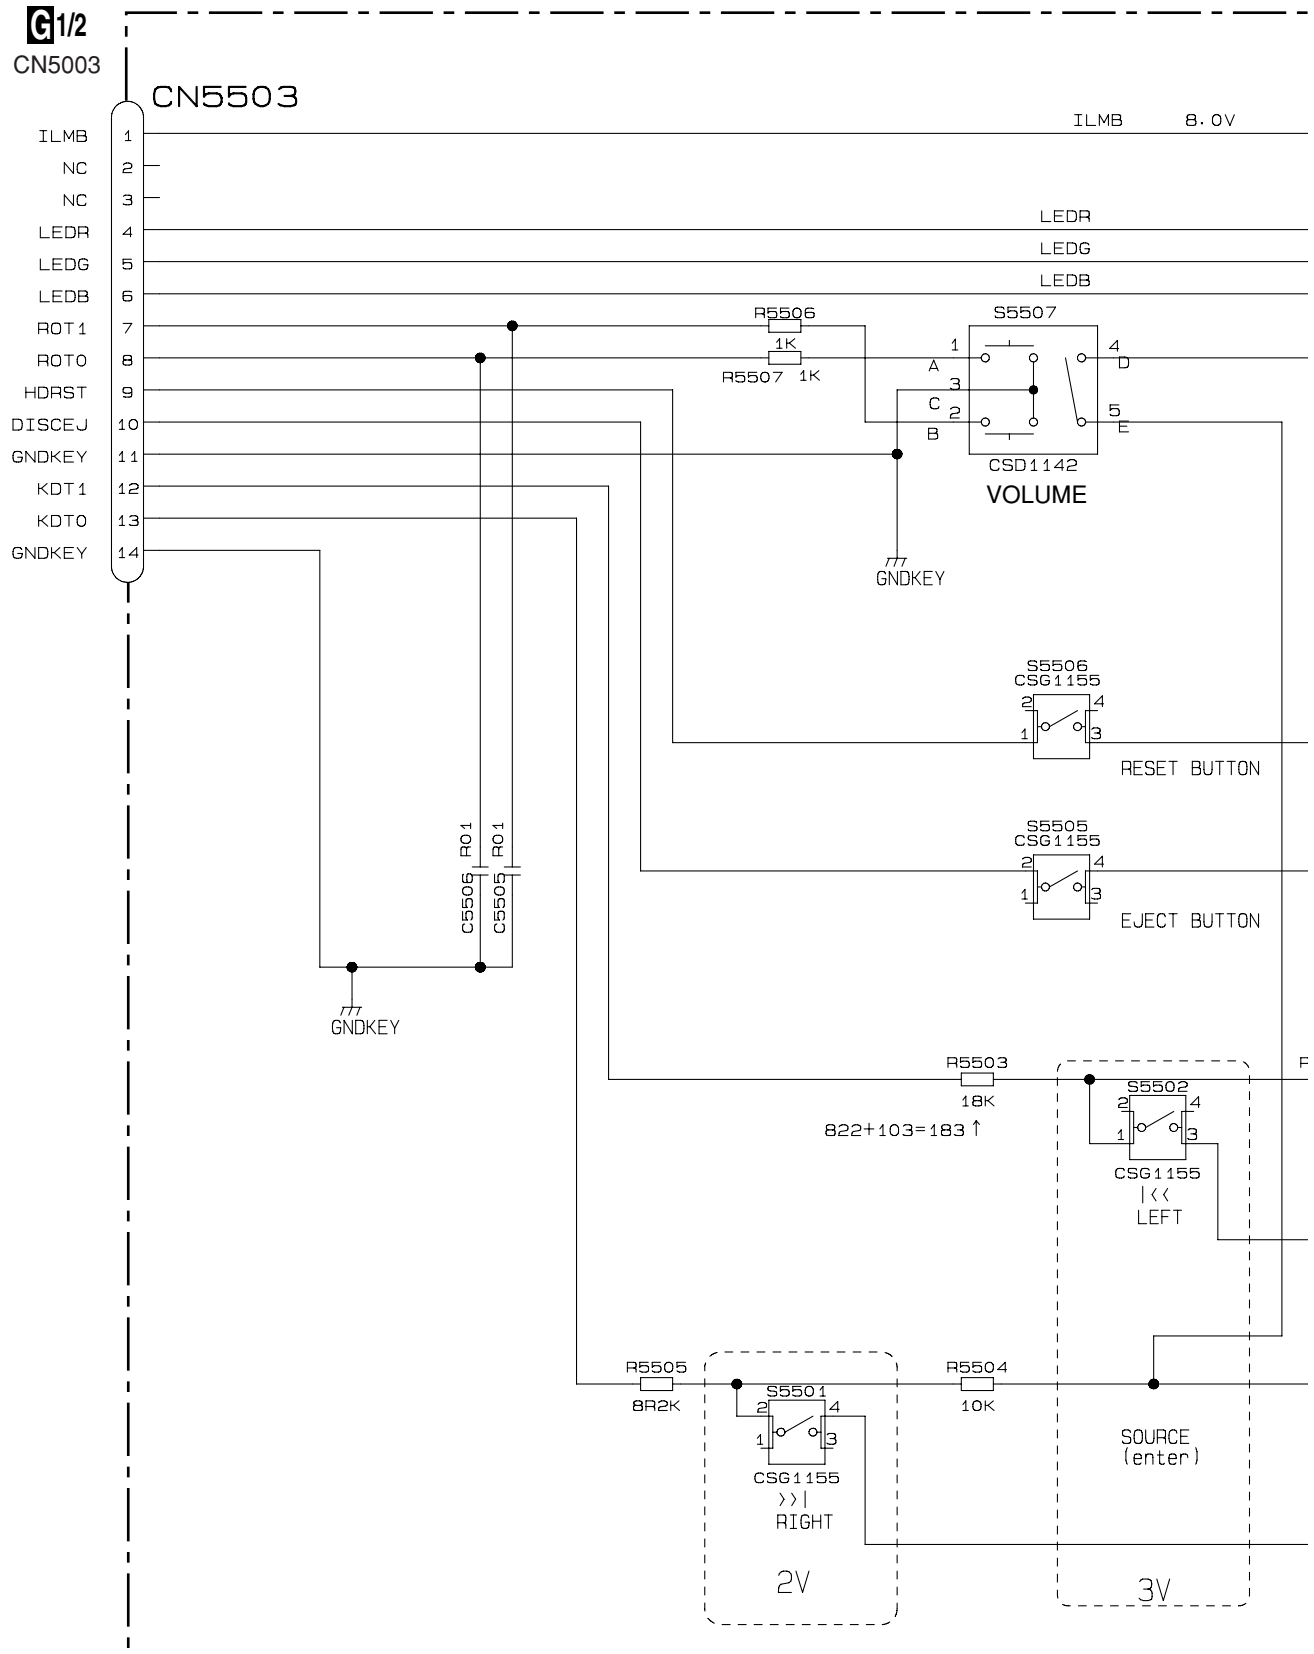 G 1/2
CN5003
CN5503
ILMB 1
NC 2
NC 3
LEDR 4
LEDG 5
LEDB 6
ROT1 7
ROT0 8
HDRST 9
DISCEJ 10
GNDKEY 11
KDT1 12
KDT0 13
GNDKEY 14
ILMB 8.0V
LEDR
LEDG
LEDB
R5506
1K
R5507 1K
S5507
1
A
3
C
2
B
4
D
5
E
CSD1142
VOLUME
GNDKEY
S5506
CSG1155
2
4
1
3
RESET BUTTON
S5505
CSG1155
2
4
1
3
EJECT BUTTON
C5506 R01
C5505 R01
GNDKEY
R5503
18K
822+103=183↑
S5502
2
4
1
3
CSG1155
|<<
LEFT
R5505
8R2K
S5501
2
4
1
3
CSG1155
>>|
RIGHT
2V
R5504
10K
SOURCE
(enter)
3V